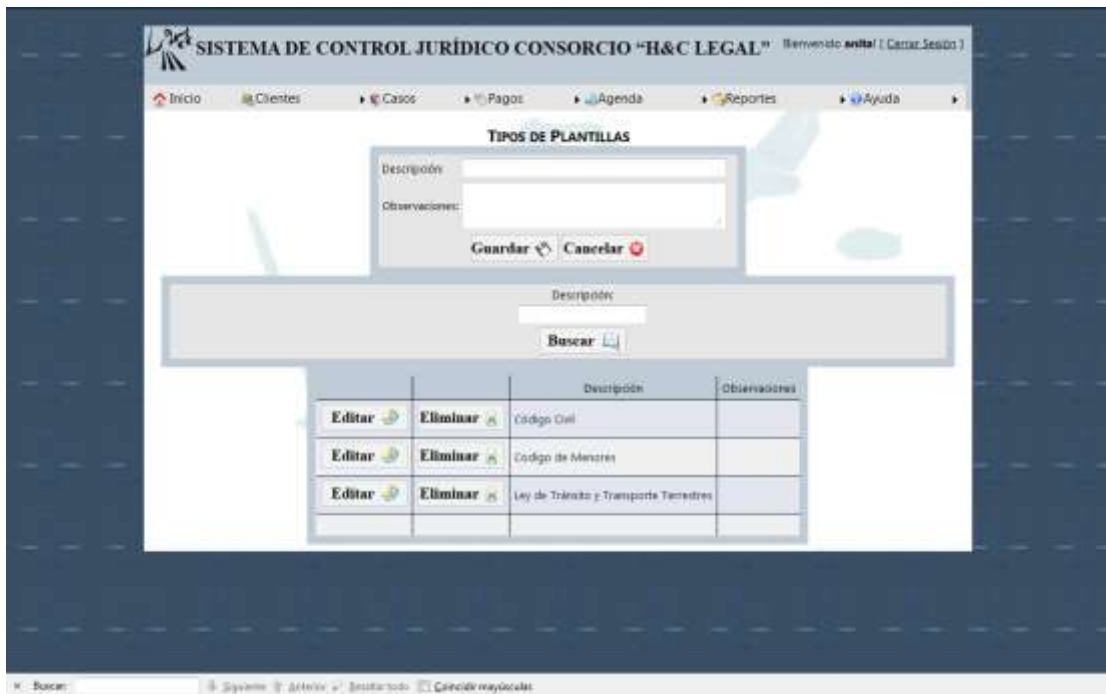 SISTEMA DE CONTROL JURÍDICO CONSORCIO “H&C LEGAL” Bienvenido anita! [ Cerrar Sesión ]
Inicio Clientes Casos Pagos Agenda Reportes Ayuda
TIPOS DE PLANTILLAS
Descripción:
Observaciones:
Guardar Cancelar
Descripción:
Buscar
Descripción Observaciones
Editar Eliminar Código Civil
Editar Eliminar Codigo de Menores
Editar Eliminar Ley de Tránsito y Transporte Terrestres
Buscar: Siguiente Anterior Resaltar todo Coincidir mayúsculas